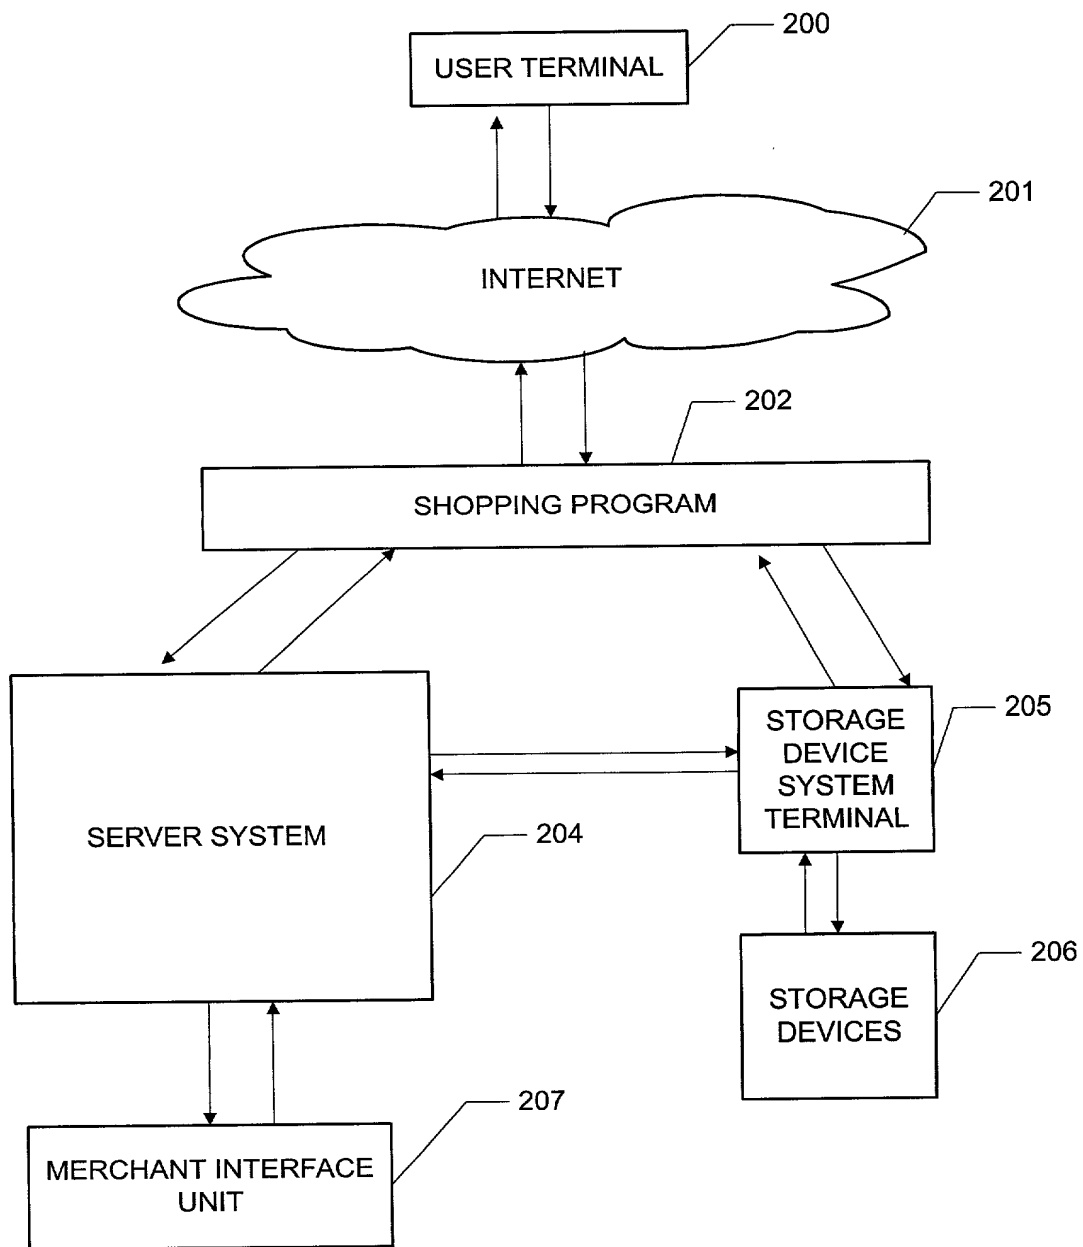 200
USER TERMINAL
201
INTERNET
202
SHOPPING PROGRAM
STORAGE
DEVICE
SYSTEM
TERMINAL
205
SERVER SYSTEM
204
206
STORAGE
DEVICES
207
MERCHANT INTERFACE
UNIT